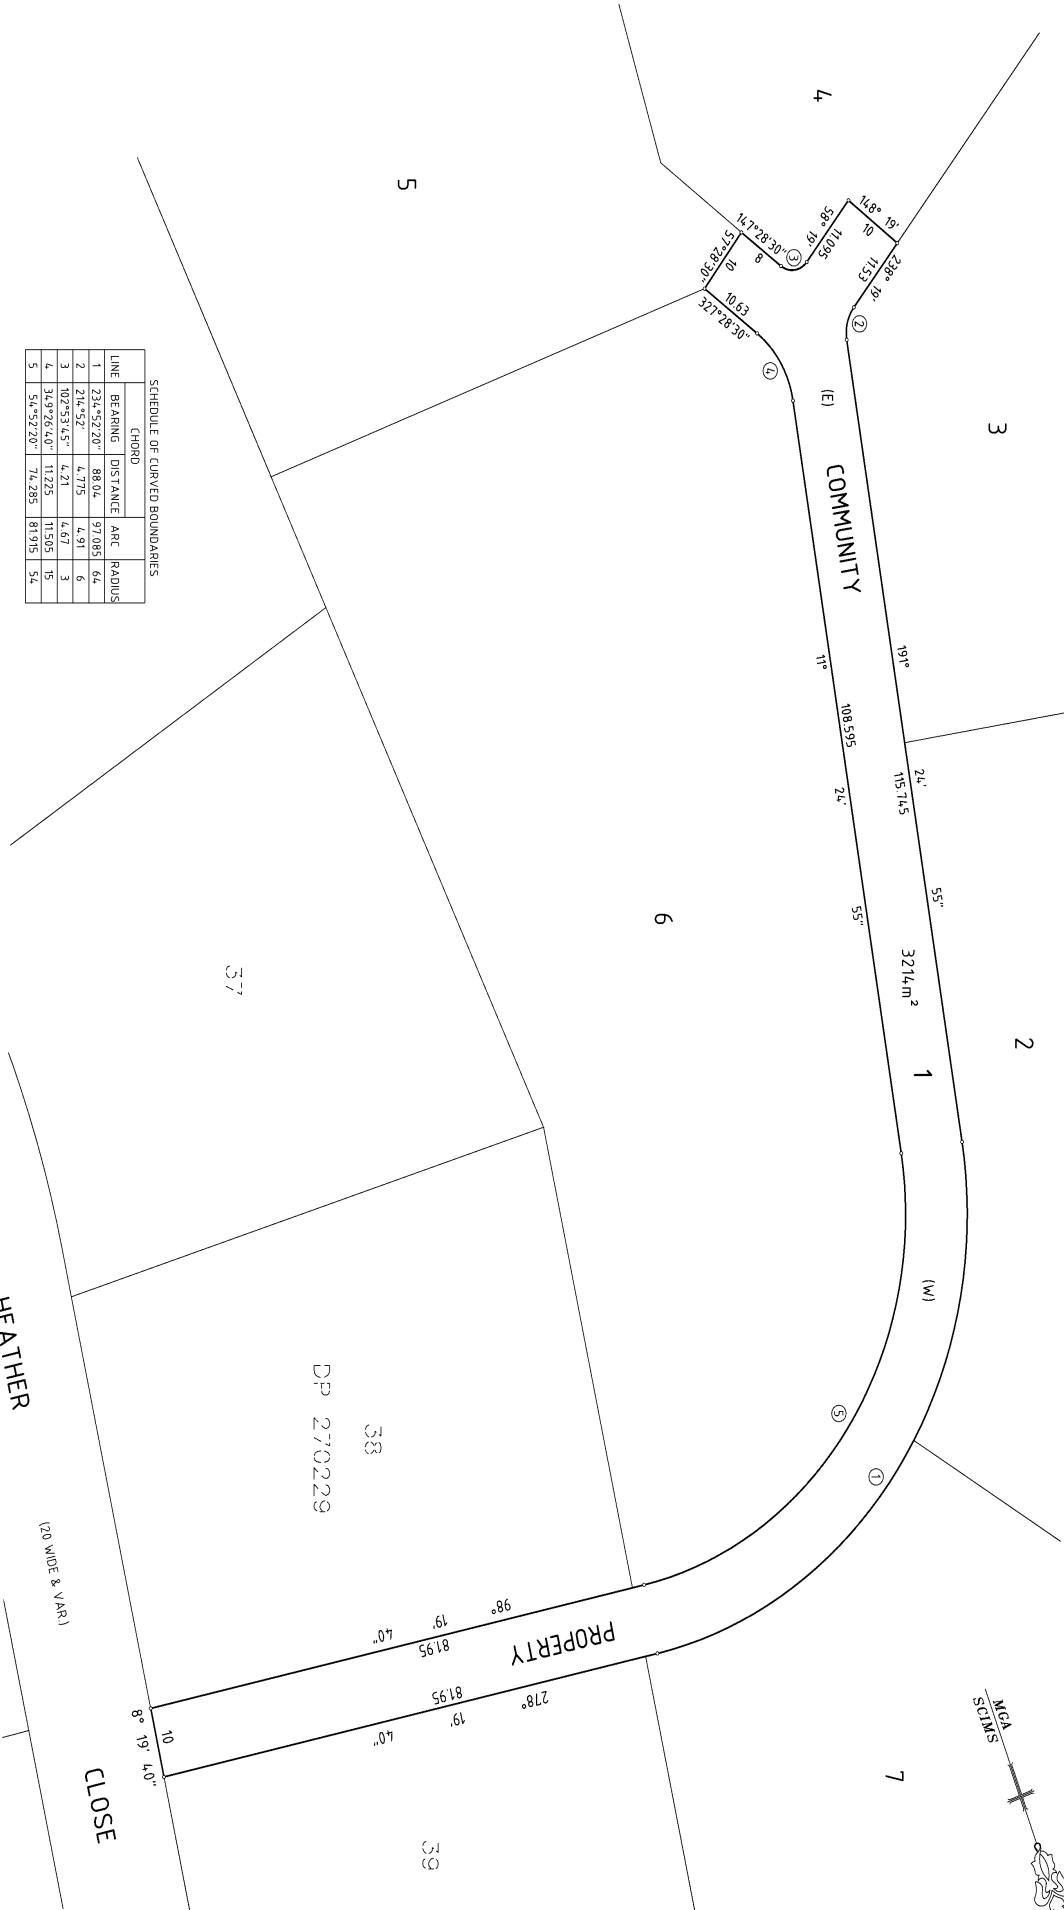 4
5
3
148° 19'
10
238° 19'
11.53
58° 19'
11.095
147°28'30"
8
57°28'30"
10
10.63
327°28'30"
②
③
④
(E)
COMMUNITY
191°
24'
55"
115.745
11°
108.595
24'
55"
3214m²
1
2
6
(W)
⑤
①
SCHEDULE OF CURVED BOUNDARIES
LINE CHORD ARC RADIUS
BEARING DISTANCE
1 234°52'20" 88.04 97.085 64
2 214°52' 4.775 4.91 6
3 102°53'45" 4.21 4.67 3
4 349°26'40" 11.225 11.505 15
5 54°52'20" 74.285 81.915 54
37
38
DP 270229
39
98° 19' 40"
81.95
PROPERTY
278° 19' 40"
81.95
10
8° 19' 40"
HEATHER
CLOSE
(20 WIDE & VAR.)
7
MGA
SCIMS